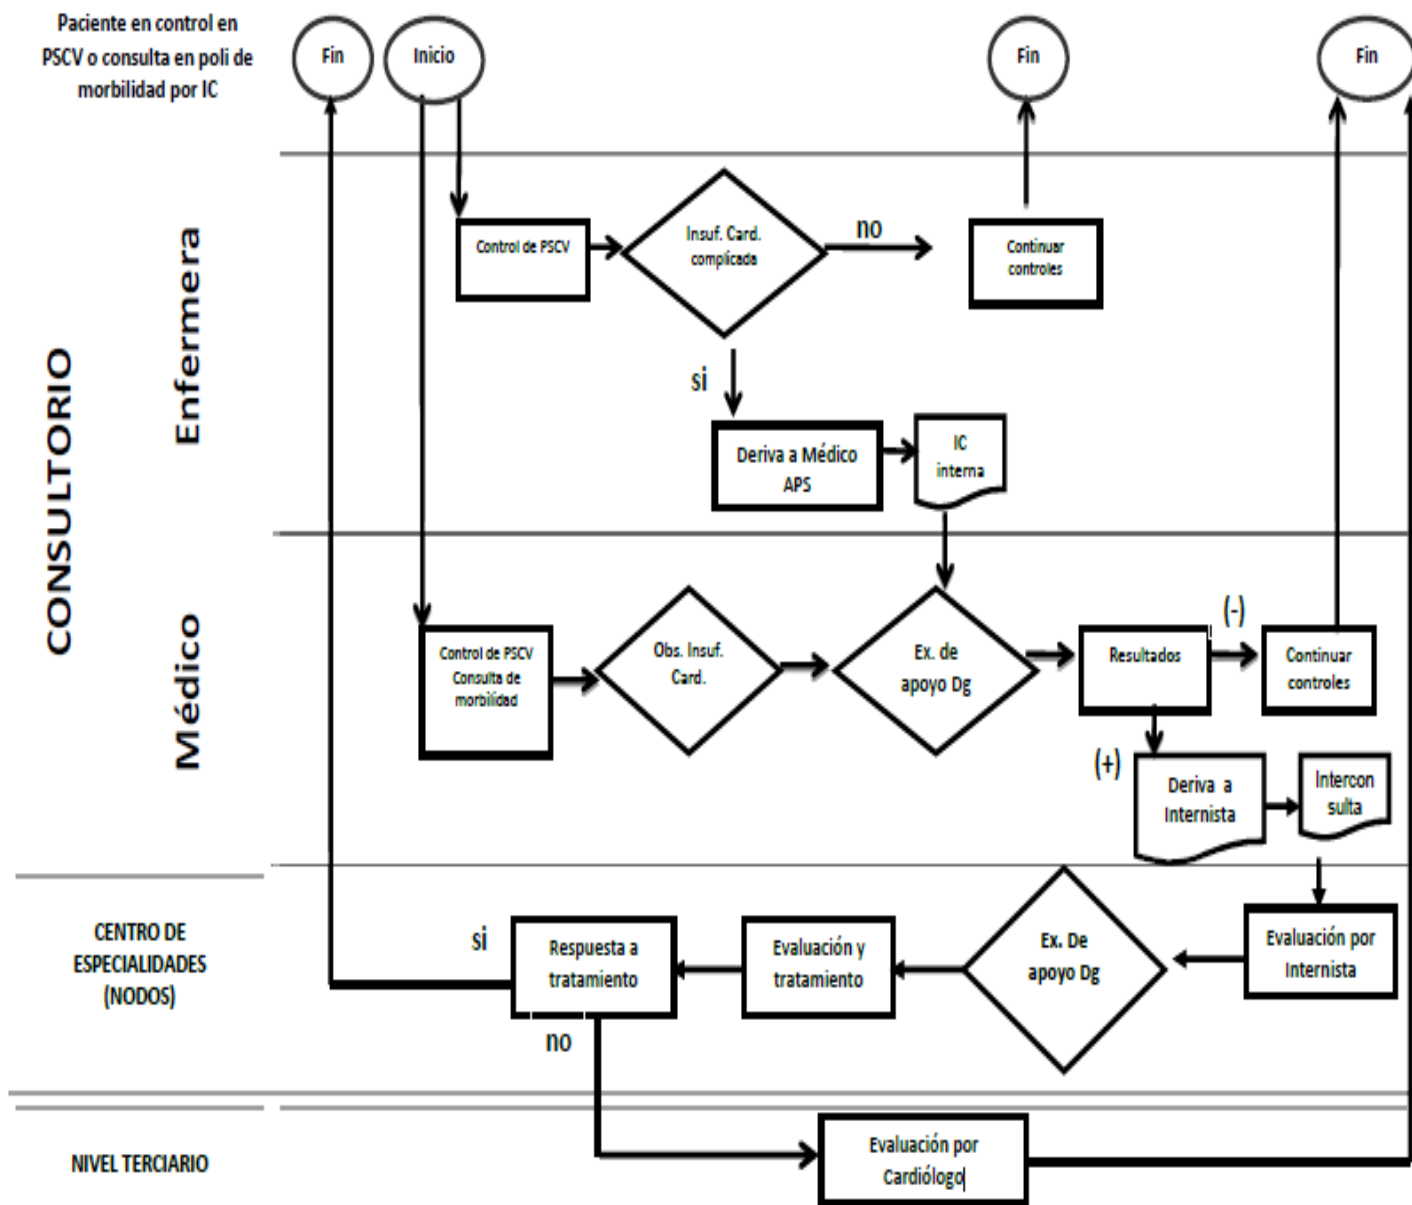 Paciente en control en
PSCV o consulta en poli de
morbilidad por IC
Fin
Inicio
Fin
Fin
CONSULTORIO
Enfermera
Control de PSCV
Insuf. Card.
complicada
no
Continuar
controles
si
Deriva a Médico
APS
IC
interna
Médico
Control de PSCV
Consulta de
morbilidad
Obs. Insuf.
Card.
Ex. de
apoyo Dg
Resultados
(-)
Continuar
controles
(+)
Deriva a
Internista
Intercon
sulta
CENTRO DE
ESPECIALIDADES
(NODOS)
si
Respuesta a
tratamiento
no
Evaluación y
tratamiento
Ex. De
apoyo Dg
Evaluación por
Internista
NIVEL TERCIARIO
Evaluación por
Cardiólogo